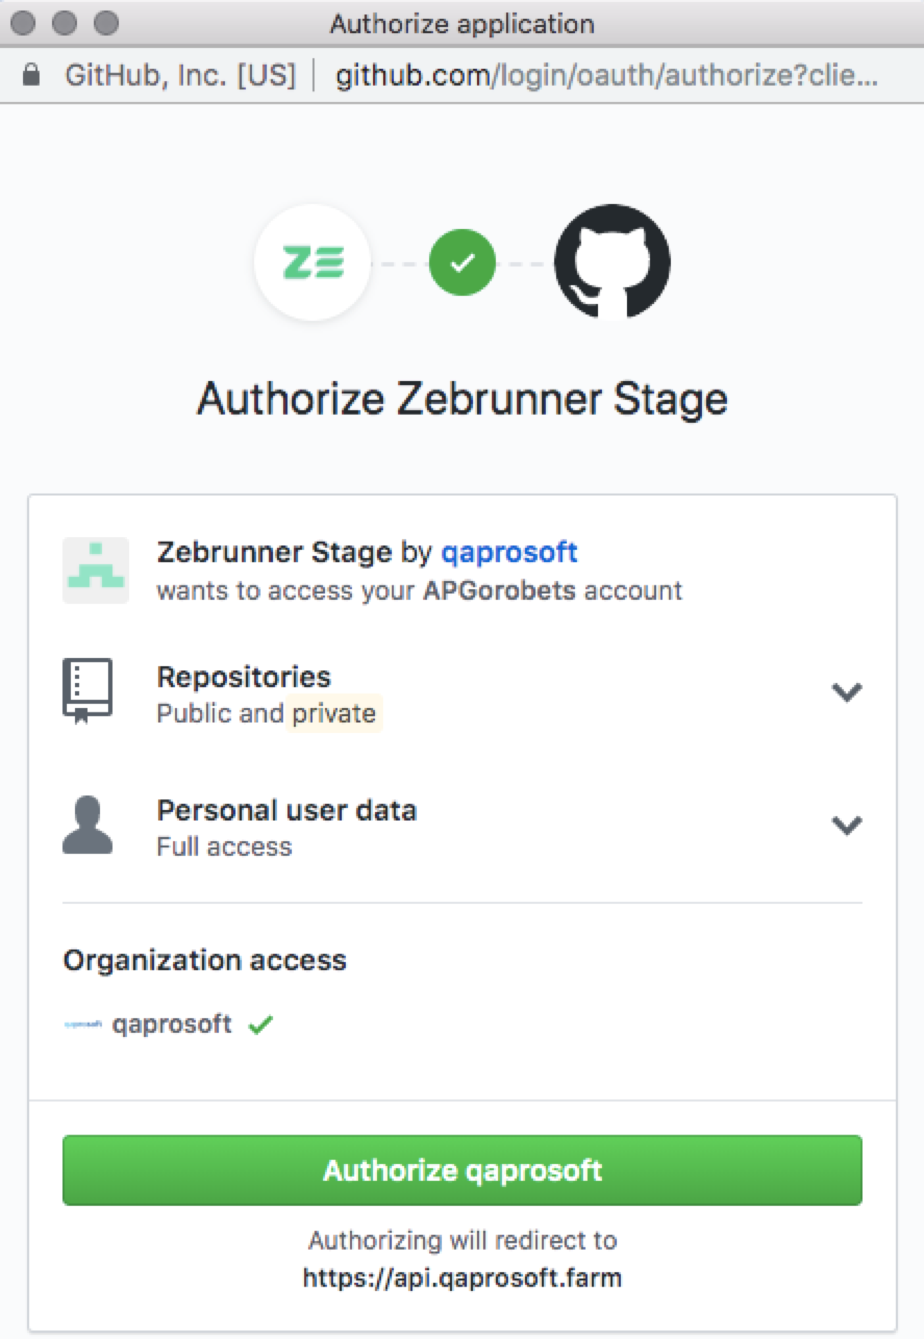 Authorize application
GitHub, Inc. [US] | github.com/login/oauth/authorize?clie...
ZE
Authorize Zebrunner Stage
Zebrunner Stage by qaprosoft
wants to access your APGorobets account
Repositories
Public and private
Personal user data
Full access
Organization access
qaprosoft qaprosoft
Authorize qaprosoft
Authorizing will redirect to
https://api.qaprosoft.farm